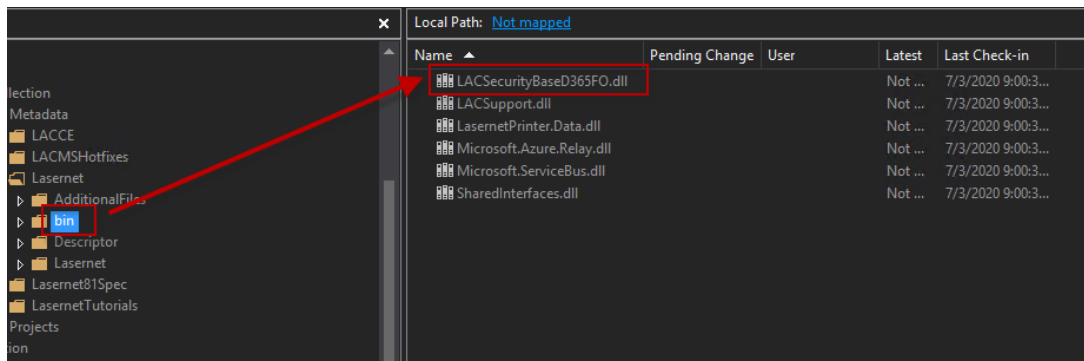 Local Path: Not mapped
Name Pending Change User Latest Last Check-in
LACSecurityBaseD365FO.dll Not ... 7/3/2020 9:00:3...
LACSupport.dll Not ... 7/3/2020 9:00:3...
LasernetPrinter.Data.dll Not ... 7/3/2020 9:00:3...
Microsoft.Azure.Relay.dll Not ... 7/3/2020 9:00:3...
Microsoft.ServiceBus.dll Not ... 7/3/2020 9:00:3...
SharedInterfaces.dll Not ... 7/3/2020 9:00:3...
lection
Metadata
LACCE
LACMSHotfixes
Lasernet
AdditionalFiles
bin
Descriptor
Lasernet
Lasernet81Spec
LasernetTutorials
Projects
ion